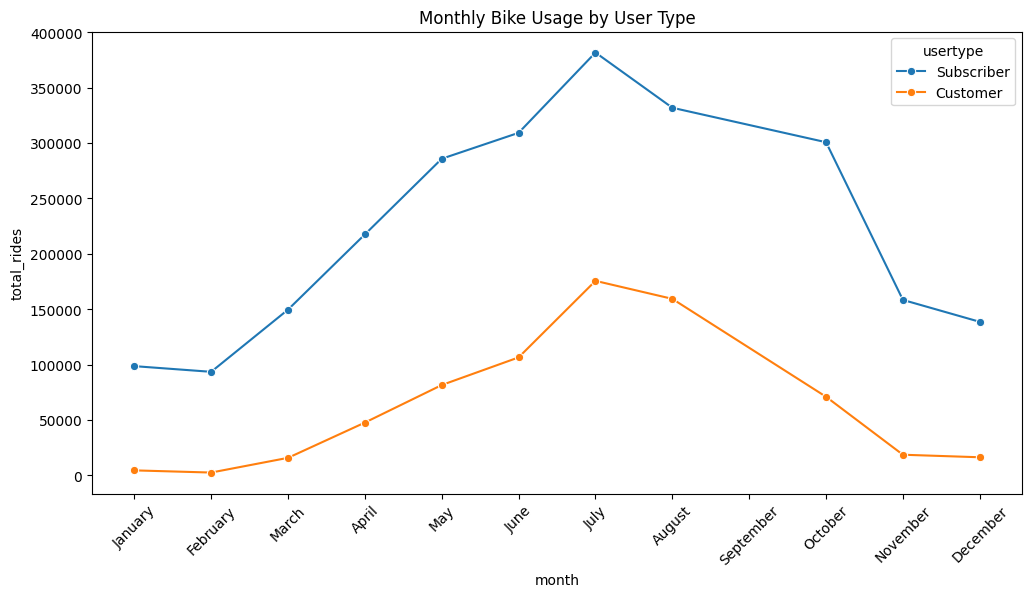 Monthly Bike Usage by User Type
400000
350000
300000
250000
200000
150000
100000
50000
0
total_rides
usertype
Subscriber
Customer
January
February
March
April
May
June
July
August
September
October
November
December
month